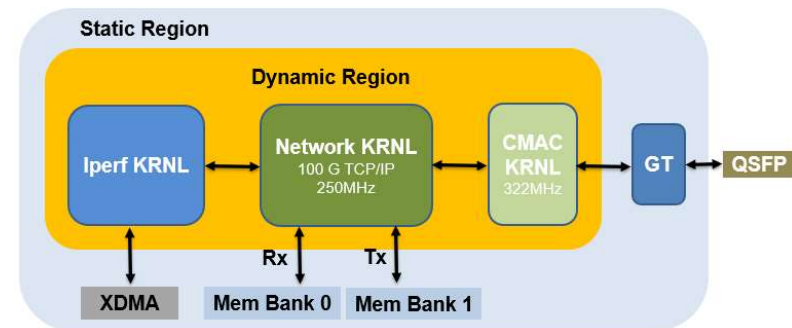 Static Region
Dynamic Region
Iperf KRNL
Network KRNL
100 G TCP/IP
250MHz
CMAC
KRNL
322MHz
GT
QSFP
Rx
Tx
XDMA
Mem Bank 0
Mem Bank 1